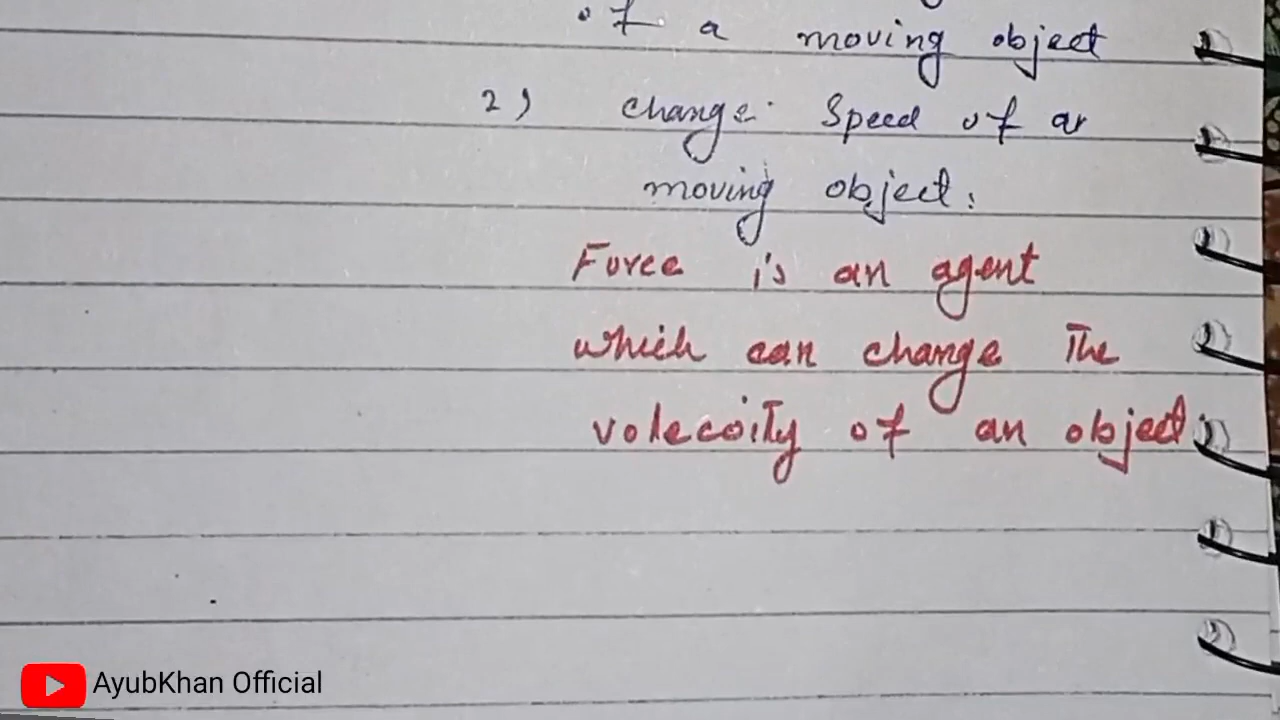 of a moving object
2) change Speed of a
moving object.
Force is an agent
which can change The
volecoity of an object
AyubKhan Official